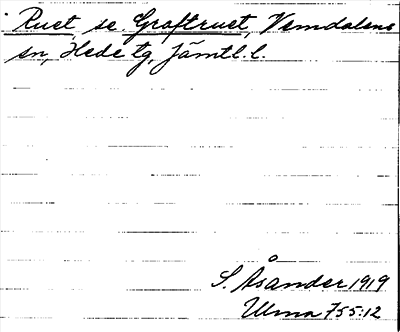 Ruet, se Graftruet, Vemdalens
sn, Hede tg, Jämtl. l.
S. Åsander 1919
Ulma 755:12